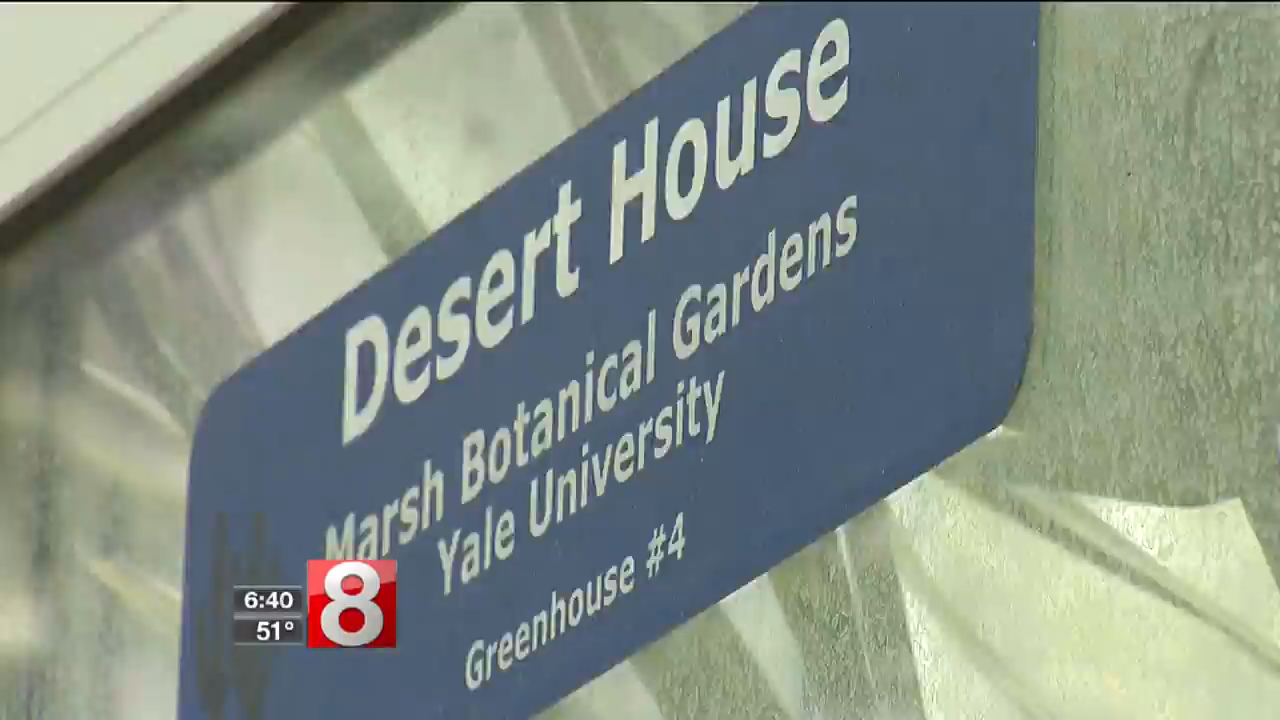 Desert House
Marsh Botanical Gardens
Yale University
Greenhouse #4
6:40
51°
8